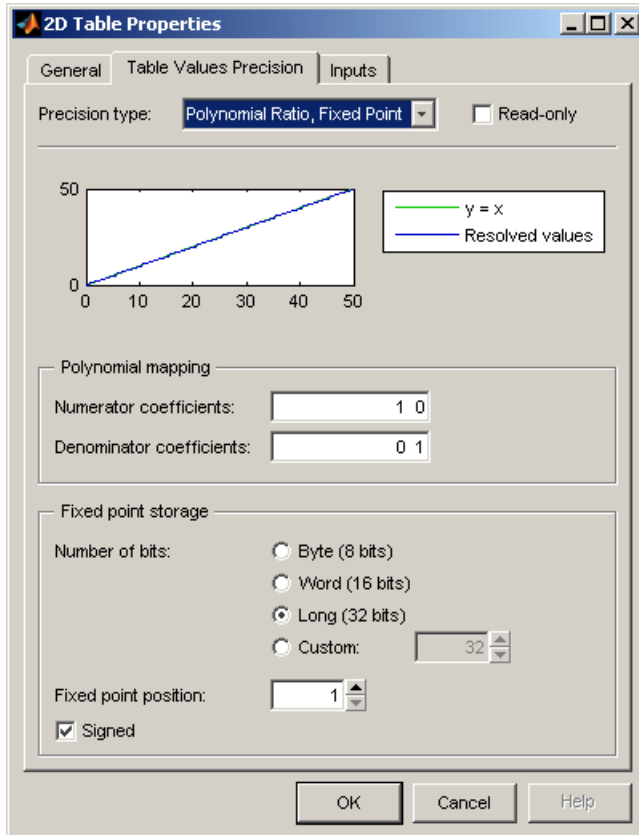 2D Table Properties
General Table Values Precision Inputs
Precision type: Polynomial Ratio, Fixed Point Read-only
50
0
0 10 20 30 40 50
y = x
Resolved values
Polynomial mapping
Numerator coefficients: 1 0
Denominator coefficients: 0 1
Fixed point storage
Number of bits: Byte (8 bits)
Word (16 bits)
Long (32 bits)
Custom: 32
Fixed point position: 1
Signed
OK Cancel Help